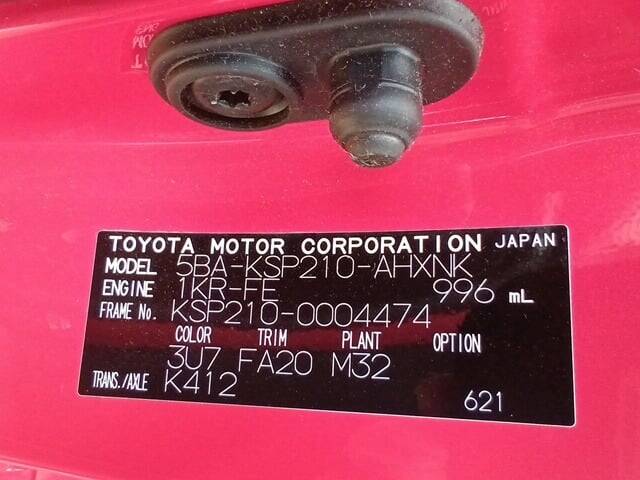 TOYOTA MOTOR CORPORATION JAPAN
MODEL 5BA-KSP210-AHXNK
ENGINE 1KR-FE 996 mL
FRAME No. KSP210-0004474
COLOR TRIM PLANT OPTION
3U7 FA20 M32
TRANS./AXLE K412
621